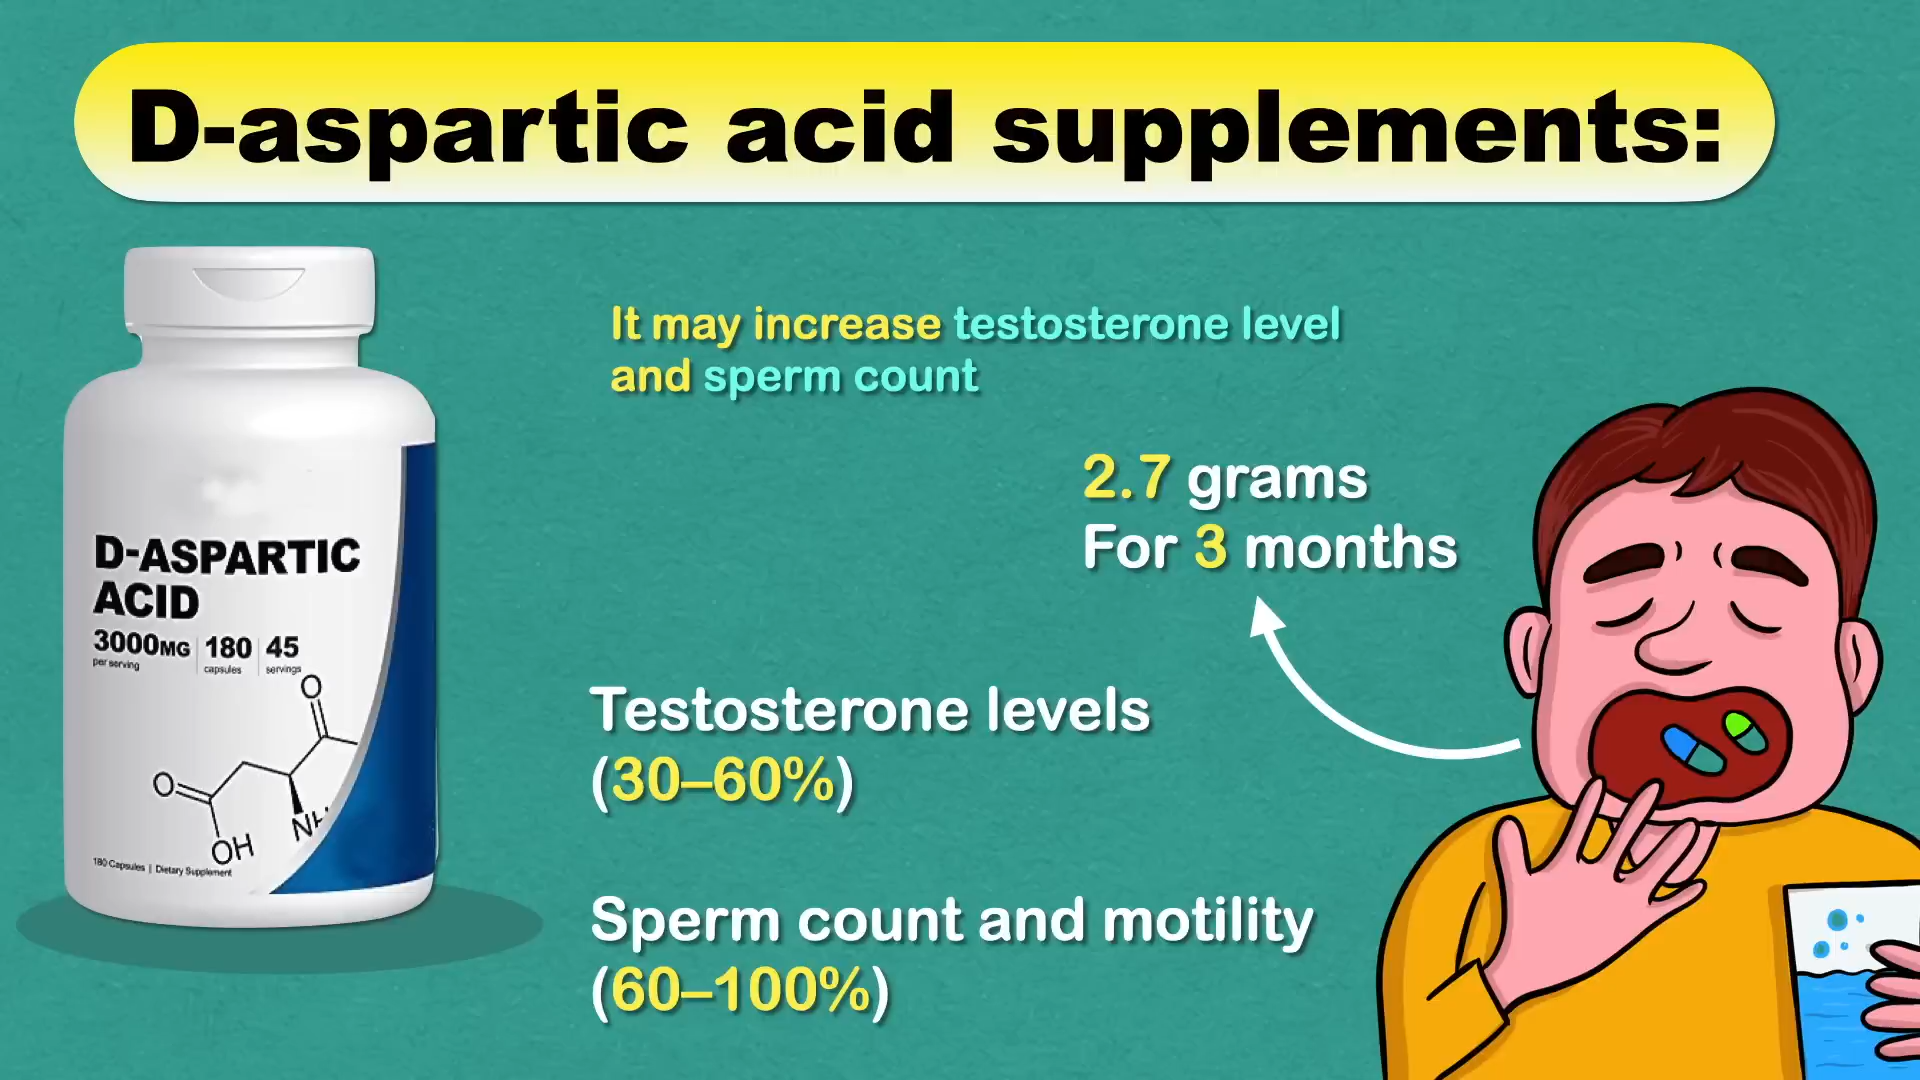 D-aspartic acid supplements:
It may increase testosterone level
and sperm count
2.7 grams
For 3 months
D-ASPARTIC
ACID
3000MG 180 45
per serving capsules servings
O
O
OH
NH
180 Capsules | Dietary Supplement
Testosterone levels
(30–60%)
Sperm count and motility
(60–100%)